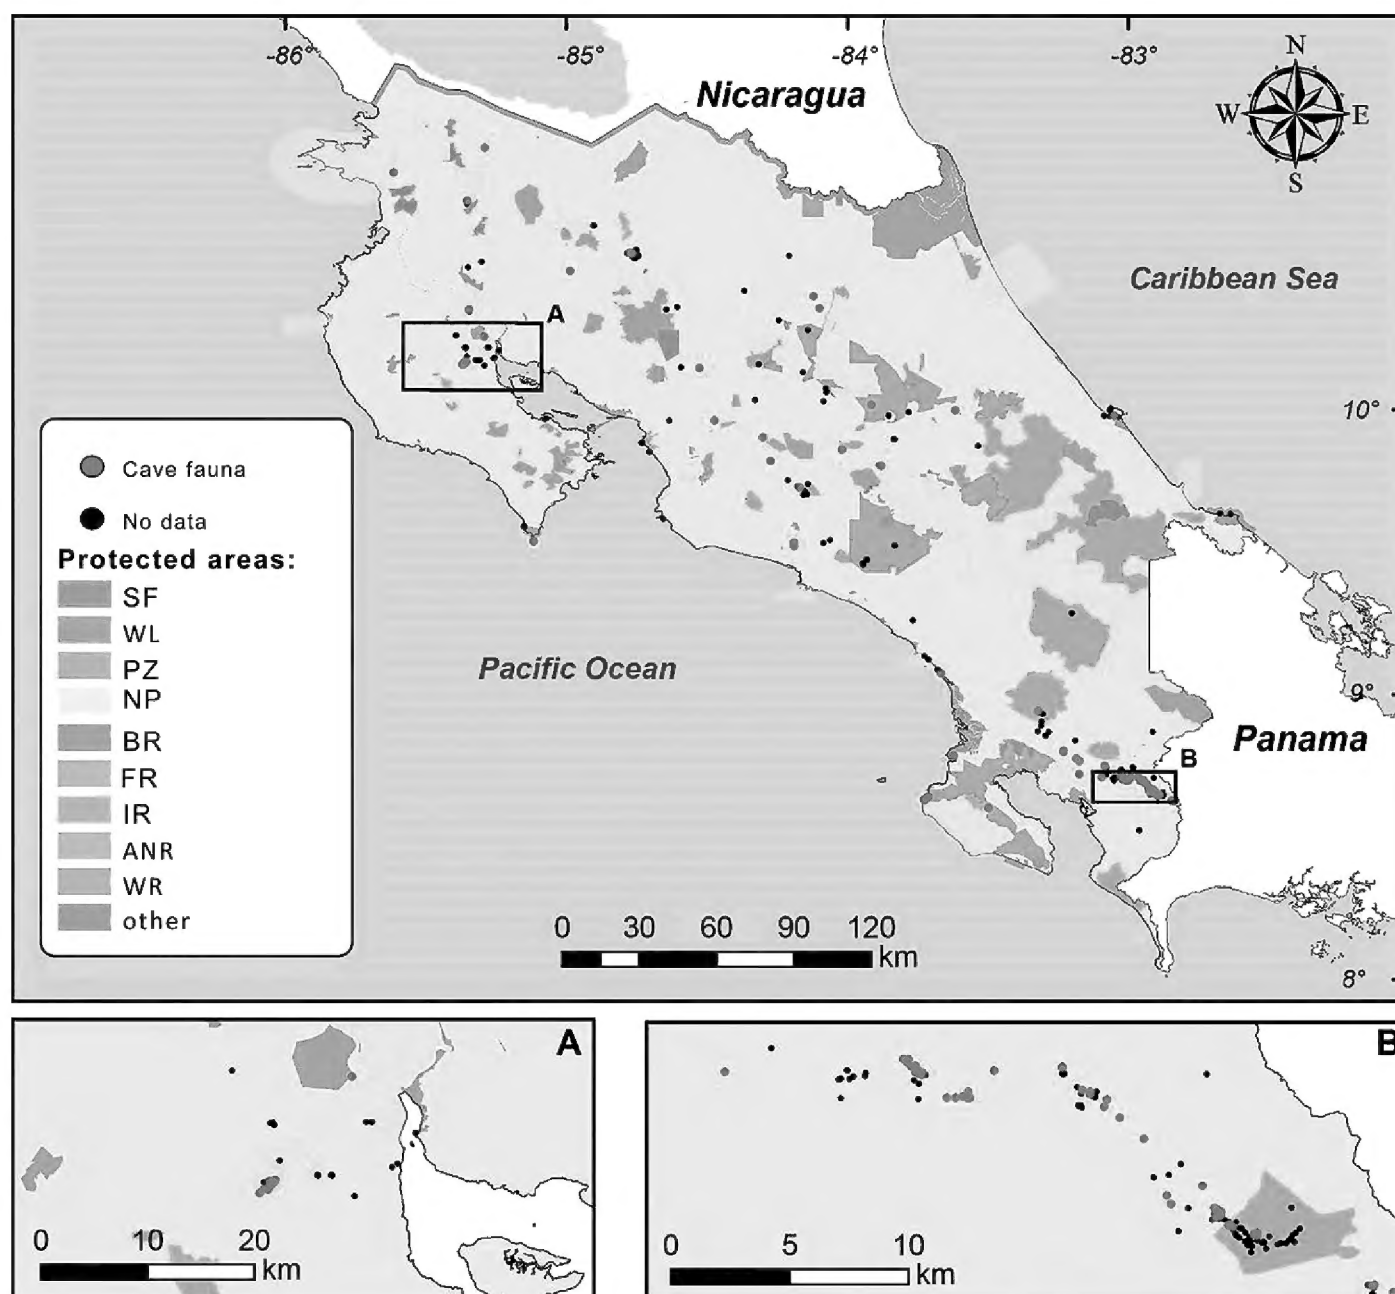 -86°
-85°
-84°
-83°
N
W
E
S
Nicaragua
Caribbean Sea
A
10°
Cave fauna
No data
Protected areas:
SF
WL
PZ
NP
BR
FR
IR
ANR
WR
other
Pacific Ocean
9°
Panama
B
0 30 60 90 120
km
8°
A
0 10 20
km
B
0 5 10
km